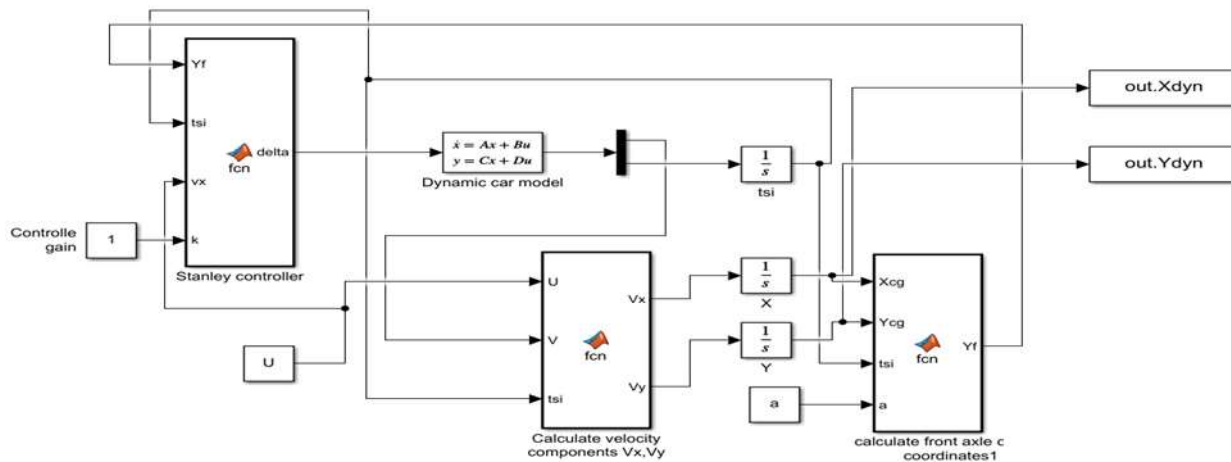 Yf
tsi
vx
k
fcn
delta
Stanley controller
Controlle
gain
1
U
ẋ = Ax + Bu
y = Cx + Du
Dynamic car model
1
s
tsi
U
V
tsi
fcn
Vx
Vy
Calculate velocity
components Vx,Vy
1
s
X
1
s
Y
a
Xcg
Ycg
tsi
a
fcn
Yf
calculate front axle c
coordinates1
out.Xdyn
out.Ydyn